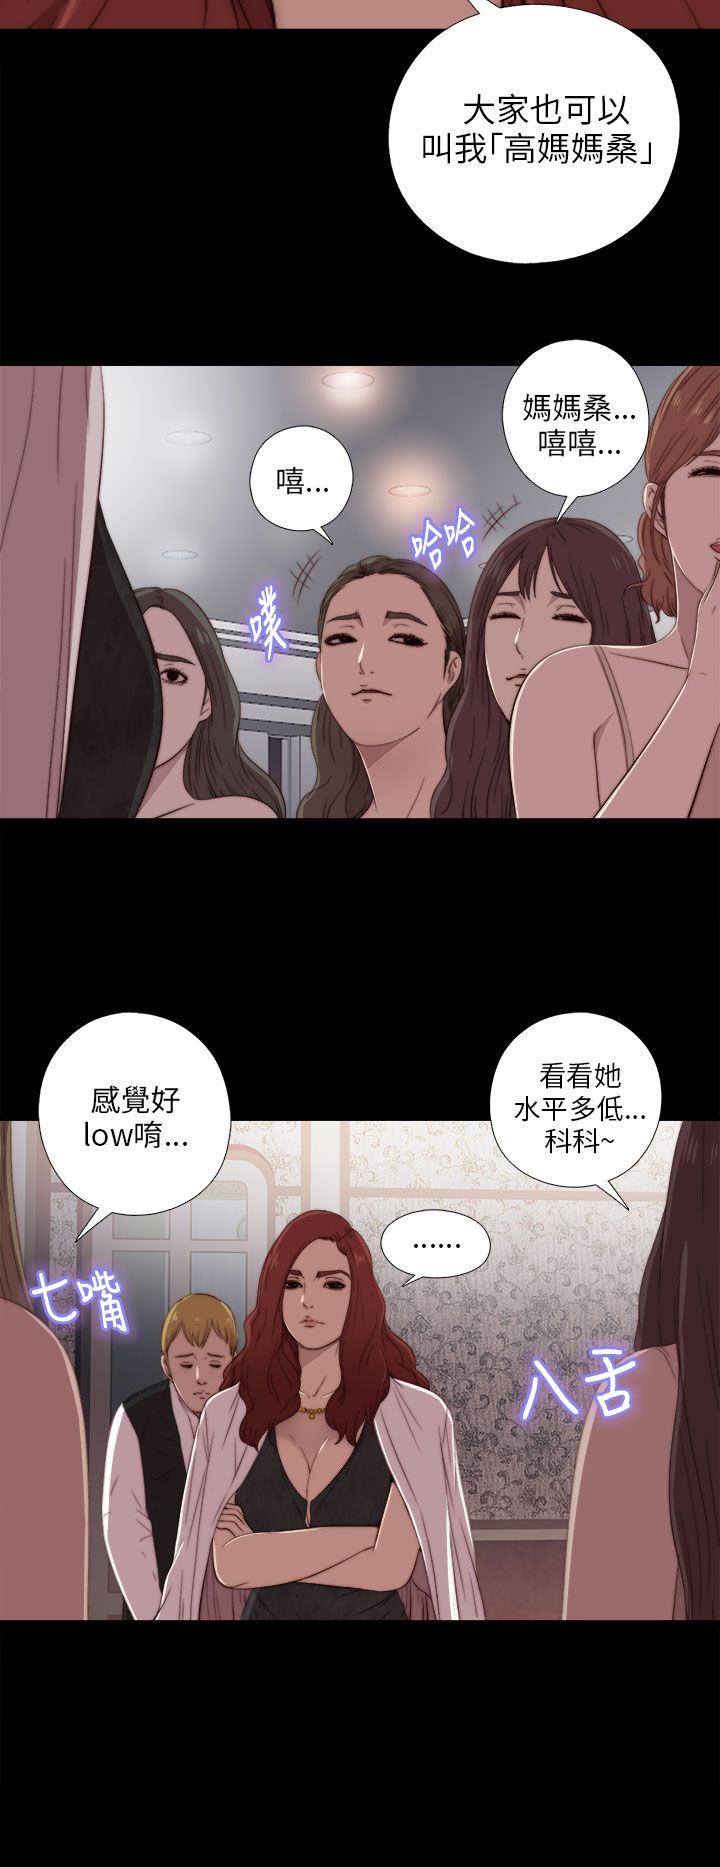 大家也可以
叫我「高媽媽桑」
媽媽桑...
嘻嘻...
嘻...
哈哈
噗
感覺好
low唷...
看看她
水平多低...
科科~
......
七嘴
八舌